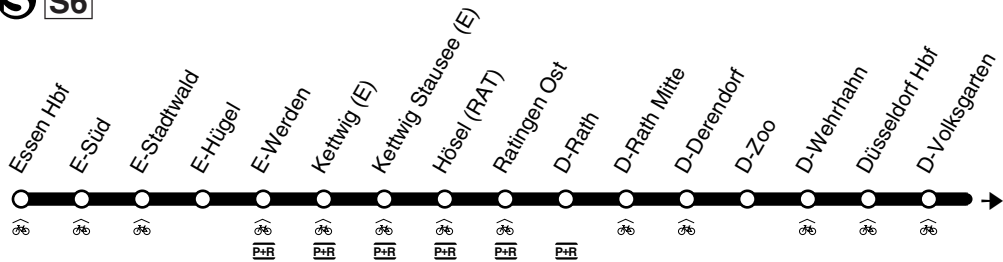 S S6
Essen Hbf
E-Süd
E-Stadtwald
E-Hügel
E-Werden
Kettwig (E)
Kettwig Stausee (E)
Hösel (RAT)
Ratingen Ost
D-Rath
D-Rath Mitte
D-Derendorf
D-Zoo
D-Wehrhahn
Düsseldorf Hbf
D-Volksgarten
P+R P+R P+R P+R P+R P+R